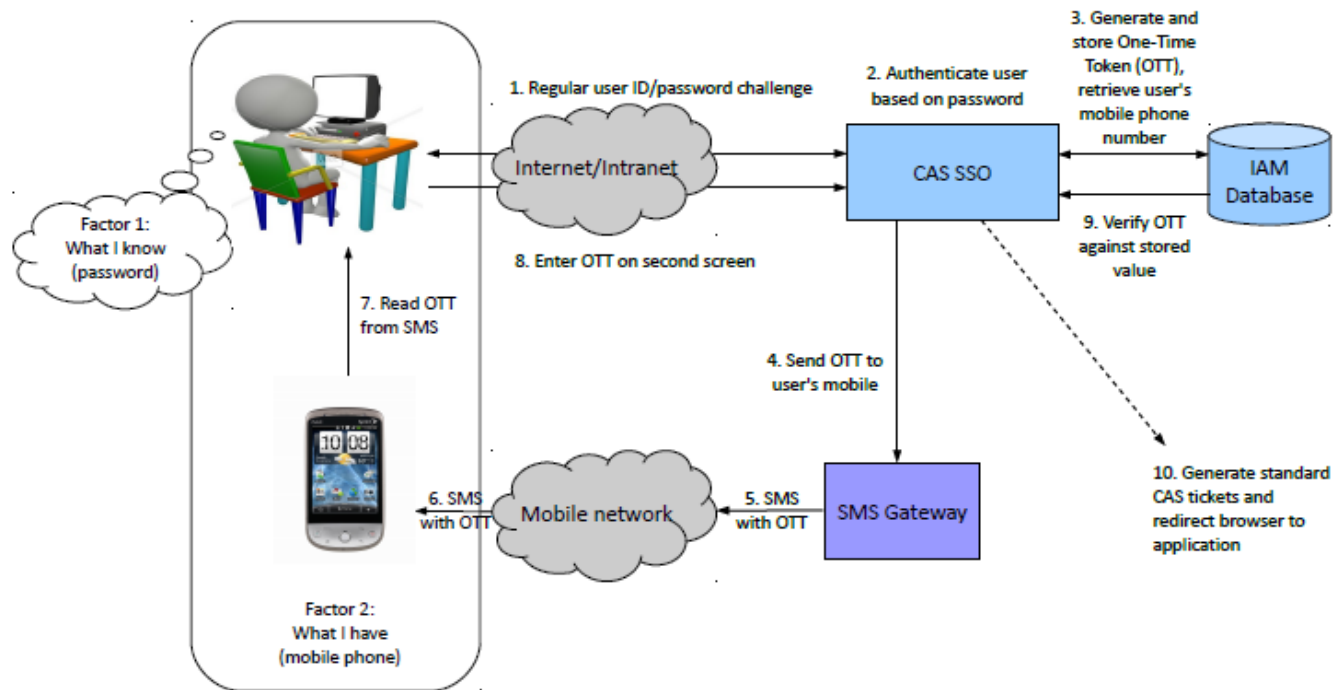 1. Regular user ID/password challenge
2. Authenticate user
based on password
3. Generate and
store One-Time
Token (OTT),
retrieve user's
mobile phone
number
Internet/Intranet
CAS SSO
IAM
Database
Factor 1:
What I know
(password)
8. Enter OTT on second screen
9. Verify OTT
against stored
value
7. Read OTT
from SMS
4. Send OTT to
user's mobile
10:08
6. SMS
with OTT
Mobile network
5. SMS
with OTT
SMS Gateway
10. Generate standard
CAS tickets and
redirect browser to
application
Factor 2:
What I have
(mobile phone)